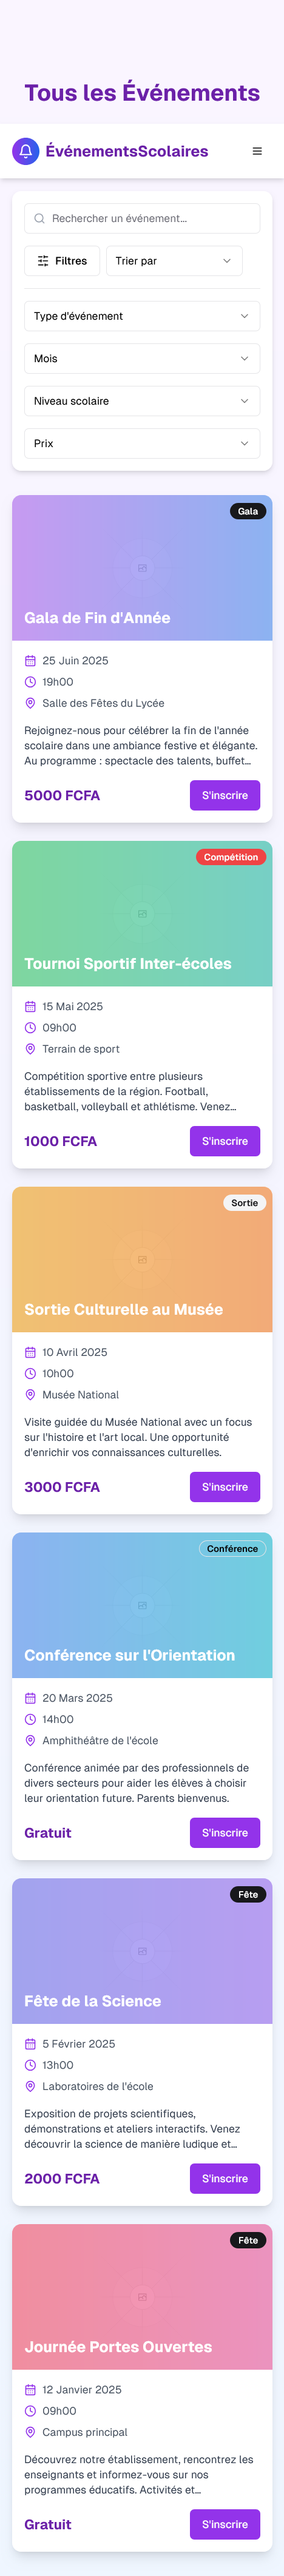 Tous les Événements
ÉvénementsScolaires
Rechercher un événement...
Filtres
Trier par
Type d'événement
Mois
Niveau scolaire
Prix
Gala
Gala de Fin d'Année
25 Juin 2025
19h00
Salle des Fêtes du Lycée
Rejoignez-nous pour célébrer la fin de l'année
scolaire dans une ambiance festive et élégante.
Au programme : spectacle des talents, buffet...
5000 FCFA
S'inscrire
Compétition
Tournoi Sportif Inter-écoles
15 Mai 2025
09h00
Terrain de sport
Compétition sportive entre plusieurs
établissements de la région. Football,
basketball, volleyball et athlétisme. Venez...
1000 FCFA
S'inscrire
Sortie
Sortie Culturelle au Musée
10 Avril 2025
10h00
Musée National
Visite guidée du Musée National avec un focus
sur l'histoire et l'art local. Une opportunité
d'enrichir vos connaissances culturelles.
3000 FCFA
S'inscrire
Conférence
Conférence sur l'Orientation
20 Mars 2025
14h00
Amphithéâtre de l'école
Conférence animée par des professionnels de
divers secteurs pour aider les élèves à choisir
leur orientation future. Parents bienvenus.
Gratuit
S'inscrire
Fête
Fête de la Science
5 Février 2025
13h00
Laboratoires de l'école
Exposition de projets scientifiques,
démonstrations et ateliers interactifs. Venez
découvrir la science de manière ludique et...
2000 FCFA
S'inscrire
Fête
Journée Portes Ouvertes
12 Janvier 2025
09h00
Campus principal
Découvrez notre établissement, rencontrez les
enseignants et informez-vous sur nos
programmes éducatifs. Activités et...
Gratuit
S'inscrire